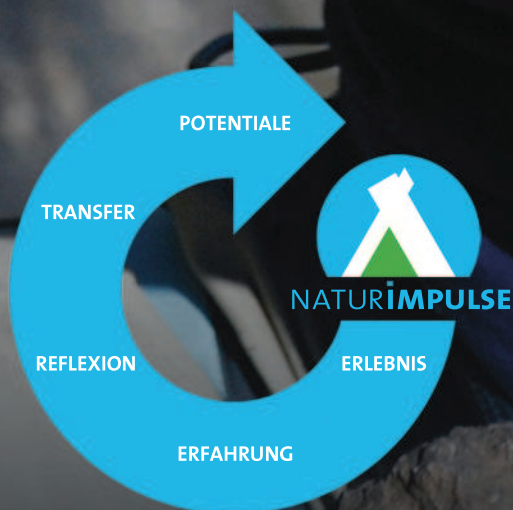 POTENTIALE
TRANSFER
NATURiMPULSE
REFLEXION
ERLEBNIS
ERFAHRUNG